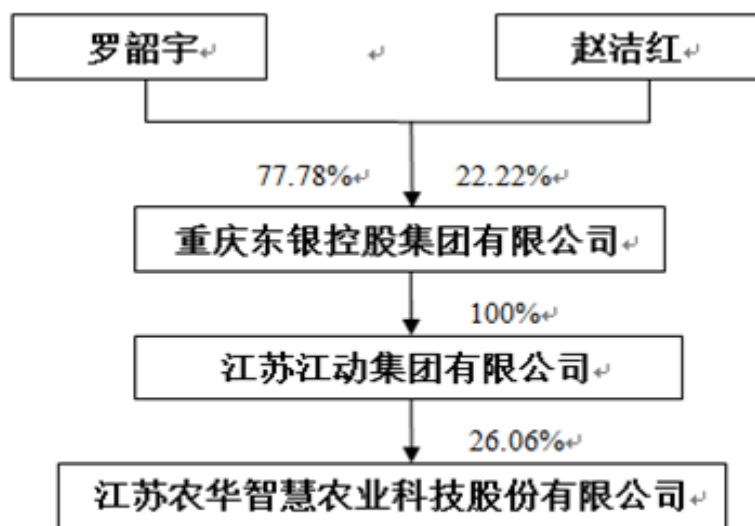 罗韶宇 赵洁红
77.78% 22.22%
重庆东银控股集团有限公司
100%
江苏江动集团有限公司
26.06%
江苏农华智慧农业科技股份有限公司